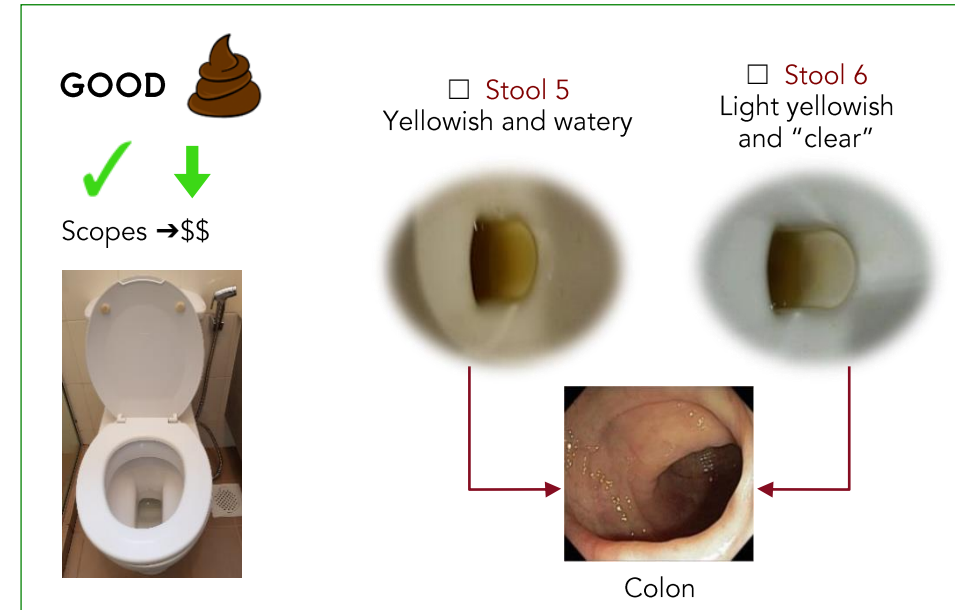 GOOD
Scopes ➔$$
☐ Stool 5
Yellowish and watery
☐ Stool 6
Light yellowish
and “clear”
Colon